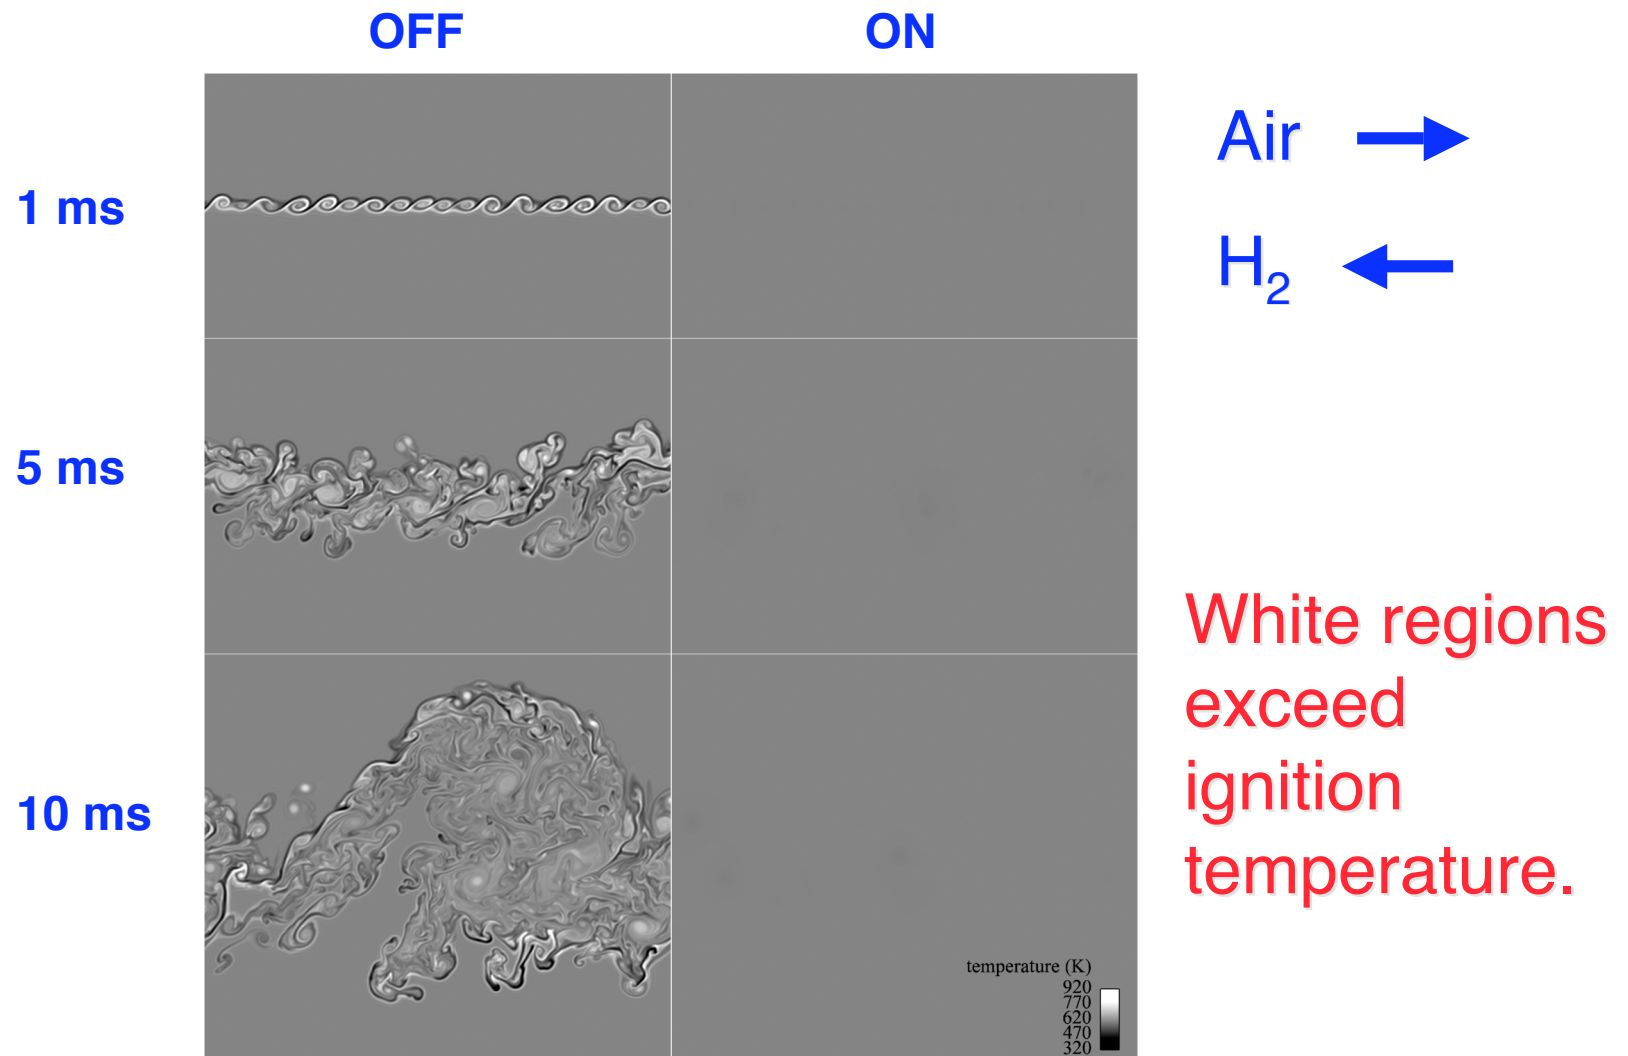 OFF
ON
1 ms
5 ms
10 ms
Air
H₂
White regions
exceed
ignition
temperature.
temperature (K)
920
770
620
470
320